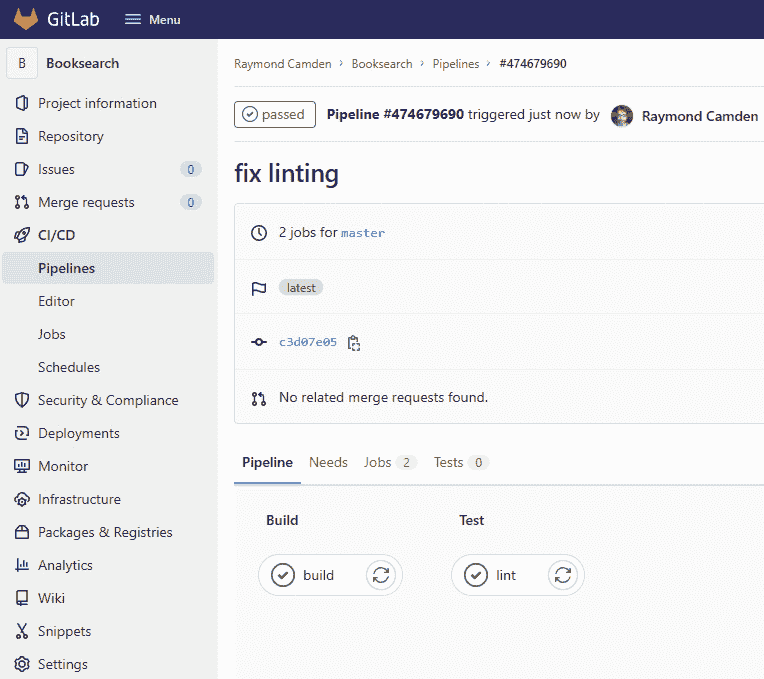 GitLab Menu
B Booksearch
Project information
Repository
Issues 0
Merge requests 0
CI/CD
Pipelines
Editor
Jobs
Schedules
Security & Compliance
Deployments
Monitor
Infrastructure
Packages & Registries
Analytics
Wiki
Snippets
Settings
Raymond Camden › Booksearch › Pipelines › #474679690
passed Pipeline #474679690 triggered just now by Raymond Camden
fix linting
2 jobs for master
latest
c3d07e05
No related merge requests found.
Pipeline Needs Jobs 2 Tests 0
Build Test
build lint